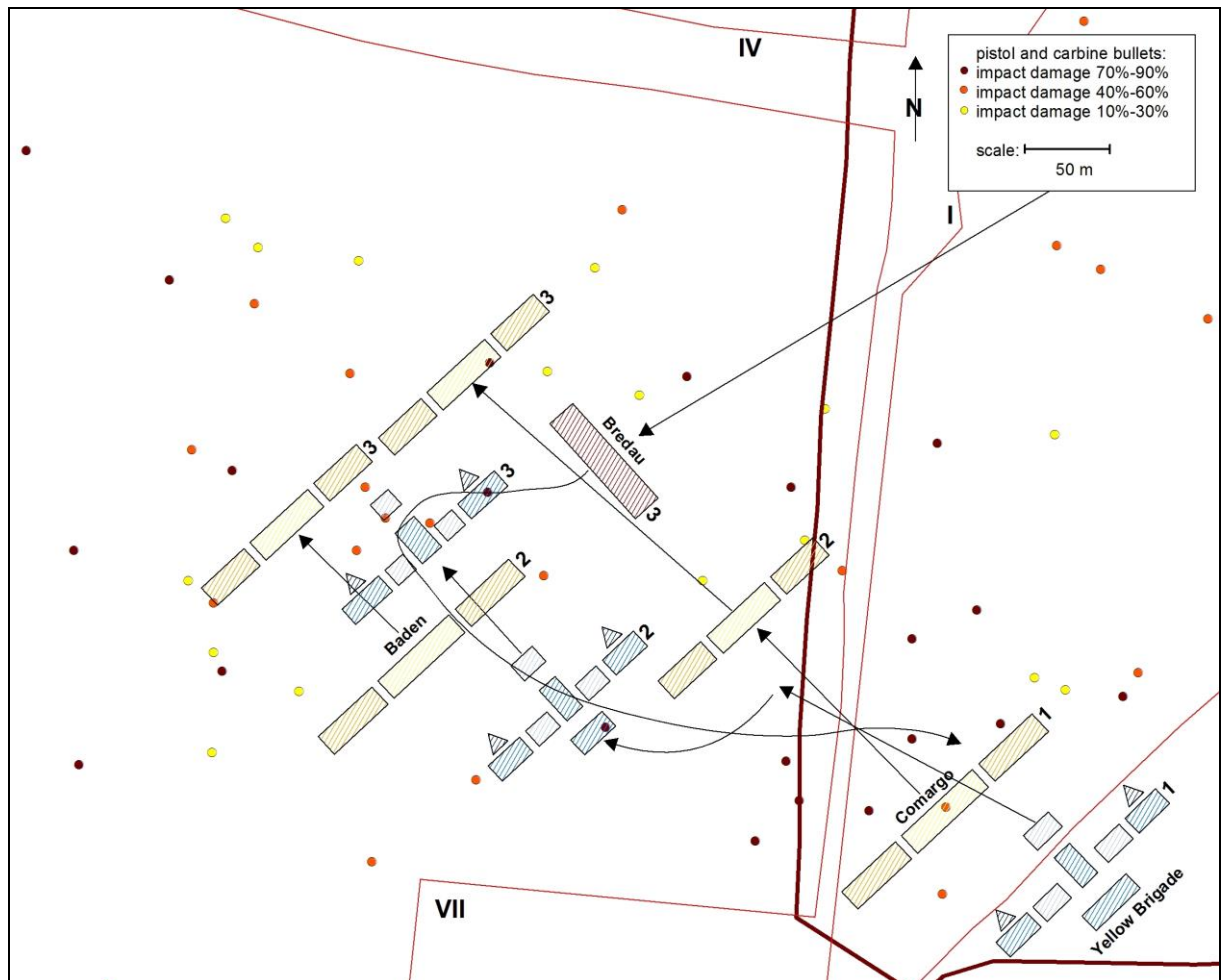 IV
pistol and carbine bullets:
impact damage 70%-90%
impact damage 40%-60%
impact damage 10%-30%
scale:
50 m
N
I
3
3
Bredau
3
3
2
2
Baden
2
1
Comargo
1
Yellow Brigade
VII